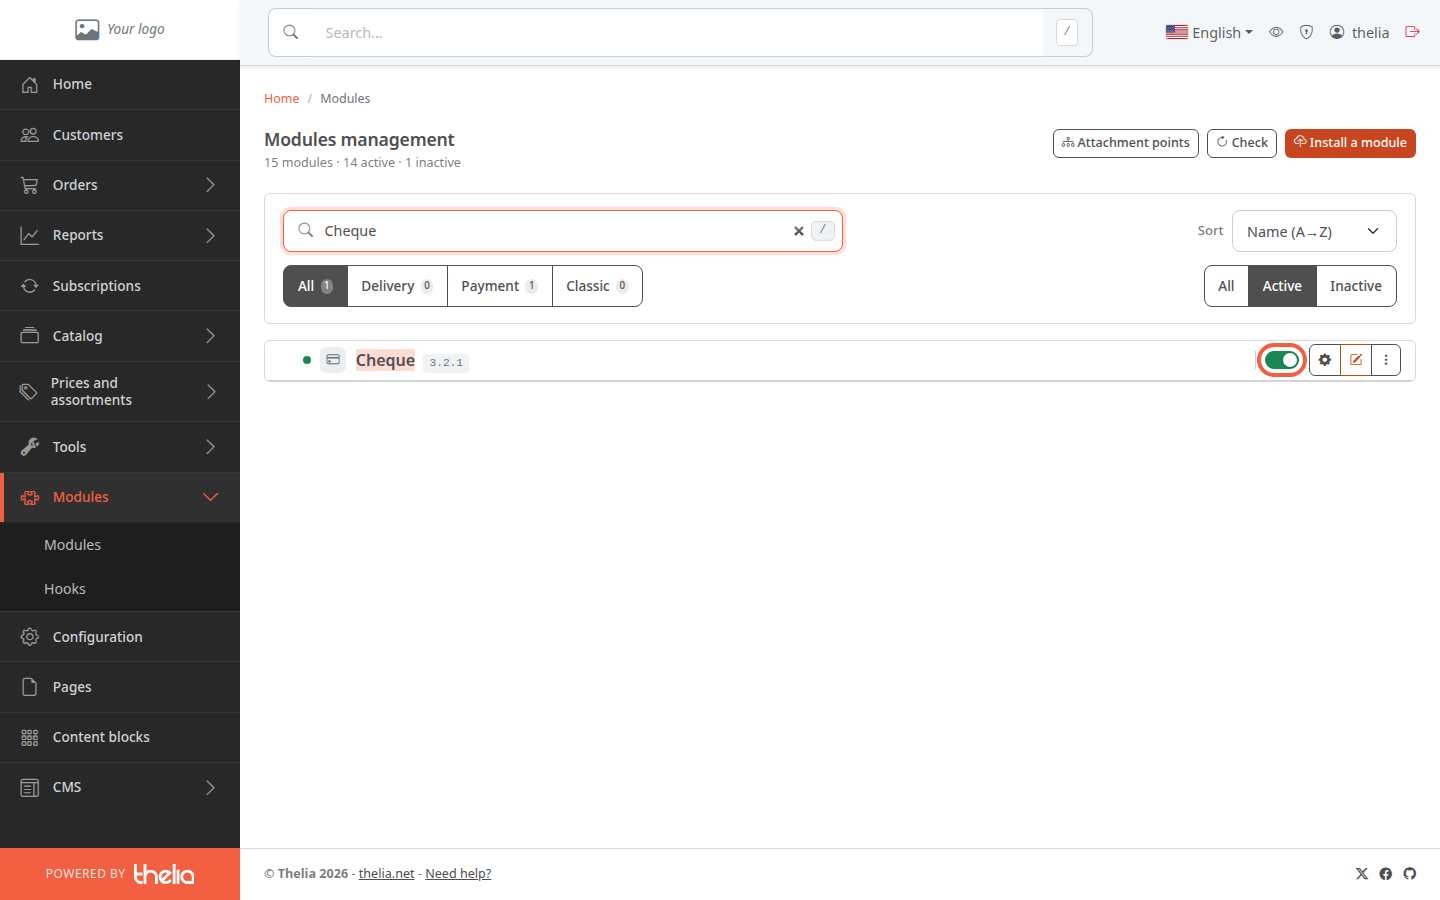 Your logo
Search...
/
English
thelia
Home
Customers
Orders
Reports
Subscriptions
Catalog
Prices and
assortments
Tools
Modules
Modules
Hooks
Configuration
Pages
Content blocks
CMS
POWERED BY thelia
Home / Modules
Modules management
15 modules · 14 active · 1 inactive
Attachment points
Check
Install a module
Cheque
/
Sort
Name (A→Z)
All 1
Delivery 0
Payment 1
Classic 0
All
Active
Inactive
Cheque 3.2.1
© Thelia 2026 - thelia.net - Need help?